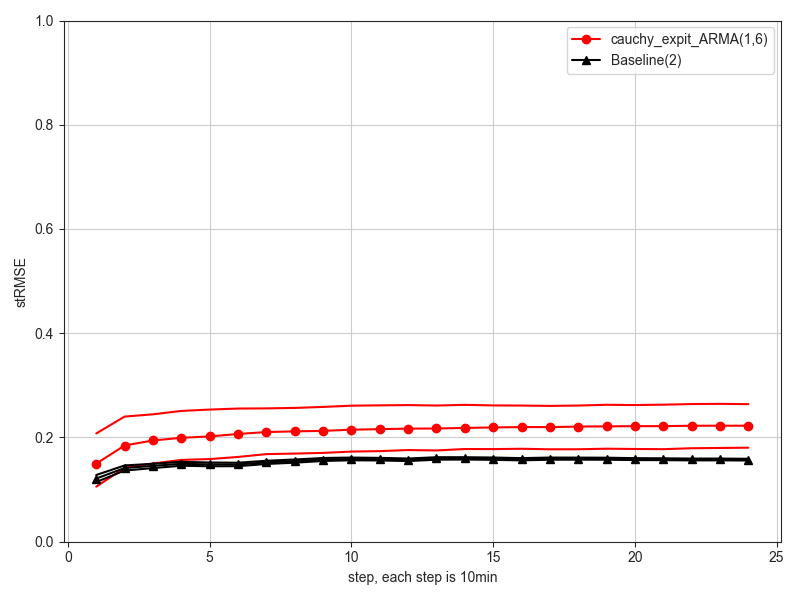 cauchy_expit_ARMA(1,6)
Baseline(2)
1.0
0.8
0.6
0.4
0.2
0.0
stRMSE
0 5 10 15 20 25
step, each step is 10min